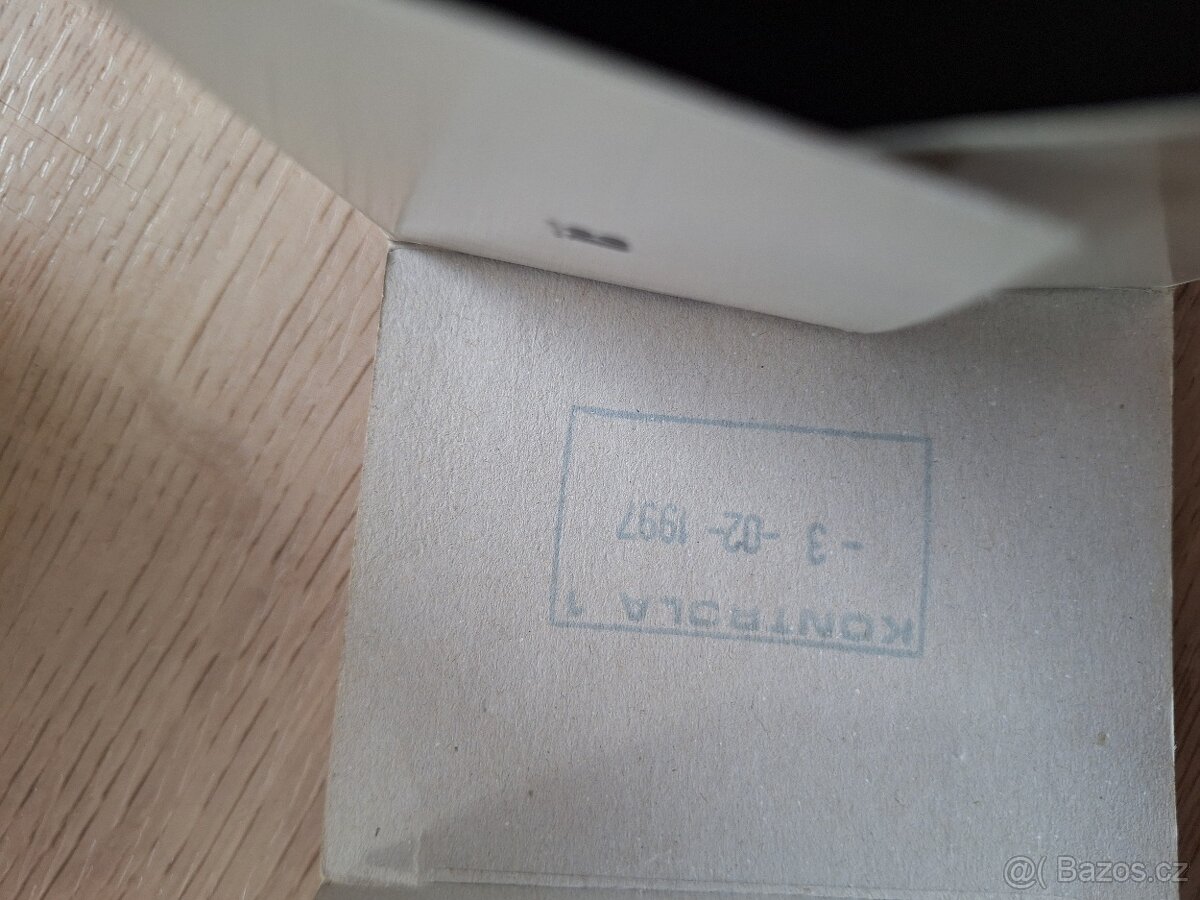 KONTROLA 1
- 3 -02- 1997
@( Bazos.cz